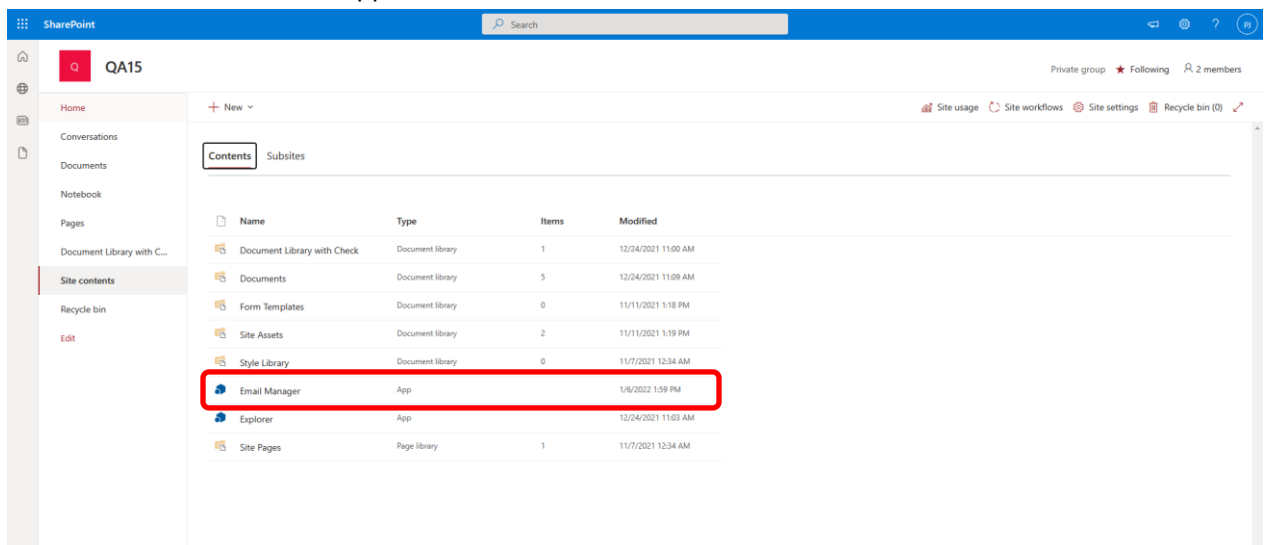 SharePoint
Search
?
PJ
Q
QA15
Private group
Following
2 members
Home
New
Site usage
Site workflows
Site settings
Recycle bin (0)
Conversations
Documents
Notebook
Pages
Document Library with C...
Site contents
Recycle bin
Edit
Contents Subsites
Name Type Items Modified
Document Library with Check Document library 1 12/24/2021 11:00 AM
Documents Document library 5 12/24/2021 11:09 AM
Form Templates Document library 0 11/11/2021 1:18 PM
Site Assets Document library 2 11/11/2021 1:19 PM
Style Library Document library 0 11/7/2021 12:34 AM
Email Manager App 1/6/2022 1:59 PM
Explorer App 12/24/2021 11:03 AM
Site Pages Page library 1 11/7/2021 12:34 AM